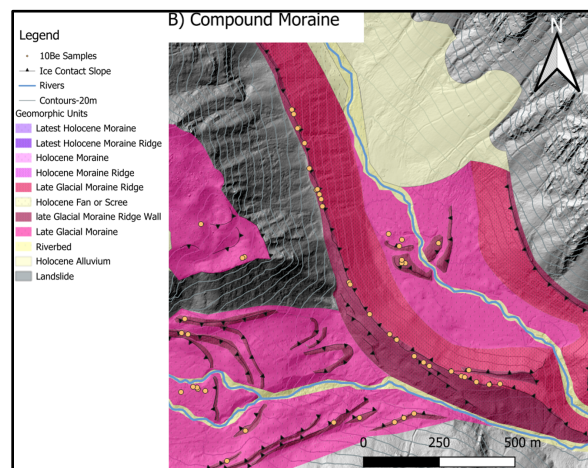 B) Compound Moraine
N
Legend
10Be Samples
Ice Contact Slope
Rivers
Contours-20m
Geomorphic Units
Latest Holocene Moraine
Latest Holocene Moraine Ridge
Holocene Moraine
Holocene Moraine Ridge
Late Glacial Moraine Ridge
Holocene Fan or Scree
late Glacial Moraine Ridge Wall
Late Glacial Moraine
Riverbed
Holocene Alluvium
Landslide
0 250 500 m